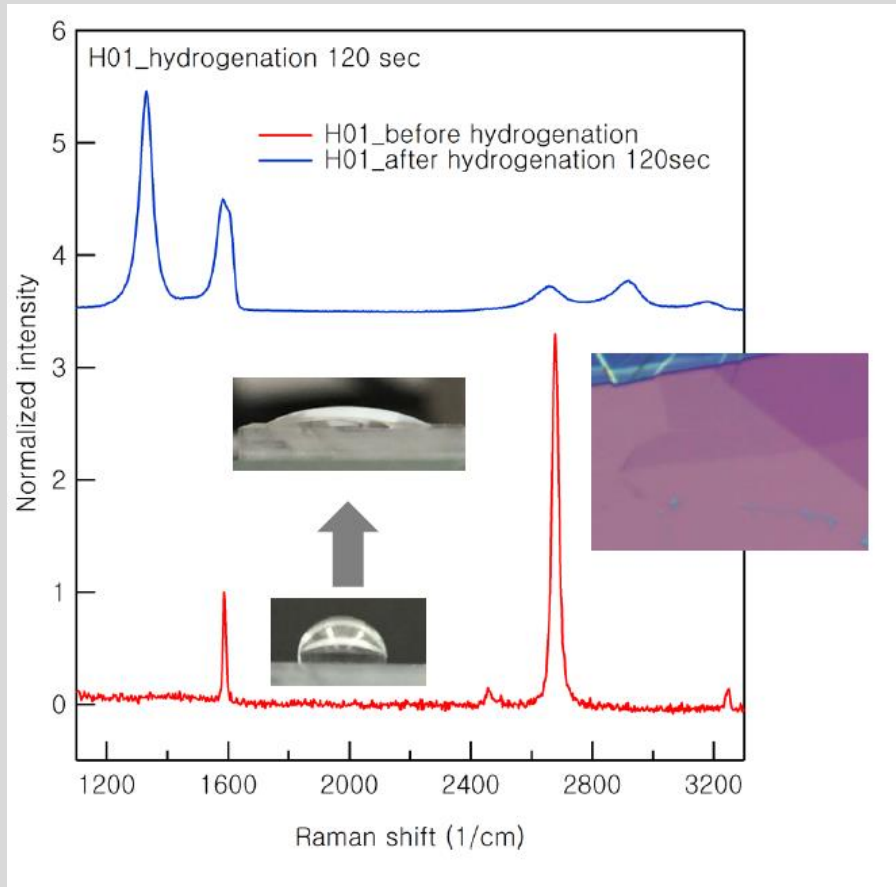 6
H01_hydrogenation 120 sec
H01_before hydrogenation
H01_after hydrogenation 120sec
5
4
3
2
1
0
Normalized intensity
1200 1600 2000 2400 2800 3200
Raman shift (1/cm)